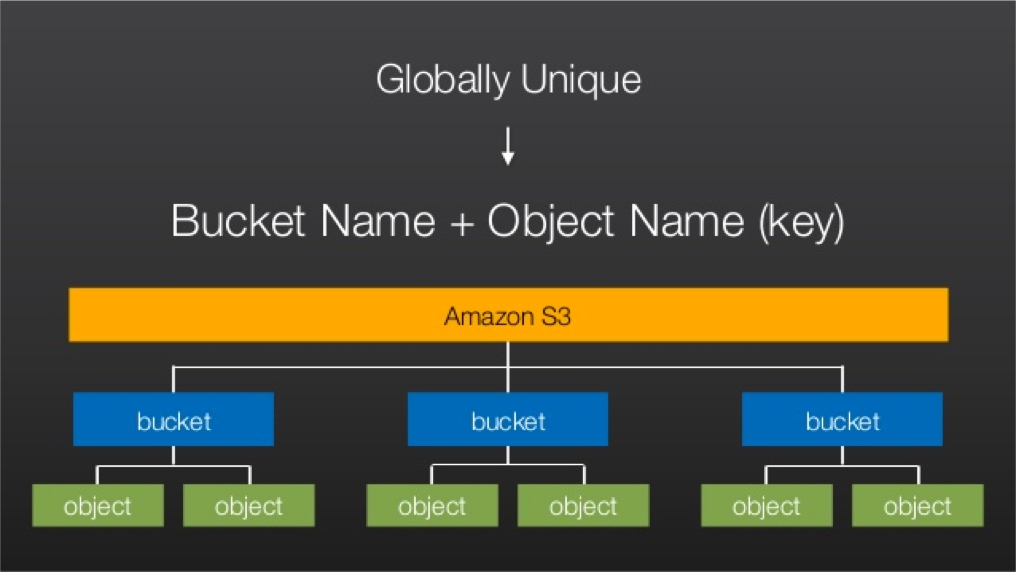 Globally Unique
Bucket Name + Object Name (key)
Amazon S3
bucket bucket bucket
object object object object object object